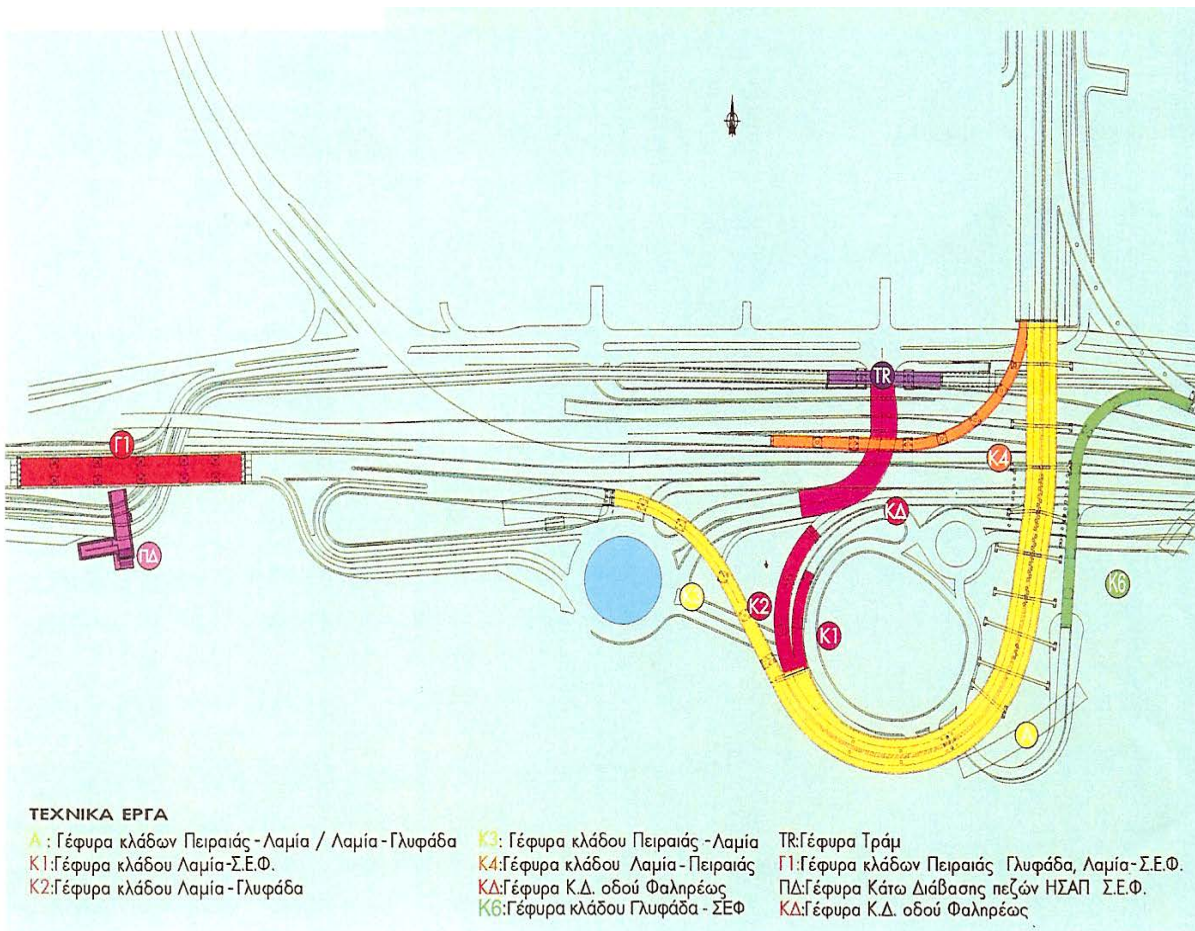 TR
Γ1
Κ4
ΚΔ
ΠΔ
Κ6
Κ2
Κ1
Α
ΤΕΧΝΙΚΑ ΕΡΓΑ
Α : Γέφυρα κλάδων Πειραιάς - Λαμία / Λαμία - Γλυφάδα
Κ1:Γέφυρα κλάδου Λαμία-Σ.Ε.Φ.
Κ2:Γέφυρα κλάδου Λαμία - Γλυφάδα
Κ3: Γέφυρα κλάδου Πειραιάς - Λαμία
Κ4:Γέφυρα κλάδου Λαμία - Πειραιάς
ΚΔ:Γέφυρα Κ.Δ. οδού Φαληρέως
Κ6:Γέφυρα κλάδου Γλυφάδα - ΣΕΦ
TR:Γέφυρα Τράμ
Γ1:Γέφυρα κλάδων Πειραιάς Γλυφάδα, Λαμία-Σ.Ε.Φ.
ΠΔ:Γέφυρα Κάτω Διάβασης πεζών ΗΣΑΠ Σ.Ε.Φ.
ΚΔ:Γέφυρα Κ.Δ. οδού Φαληρέως